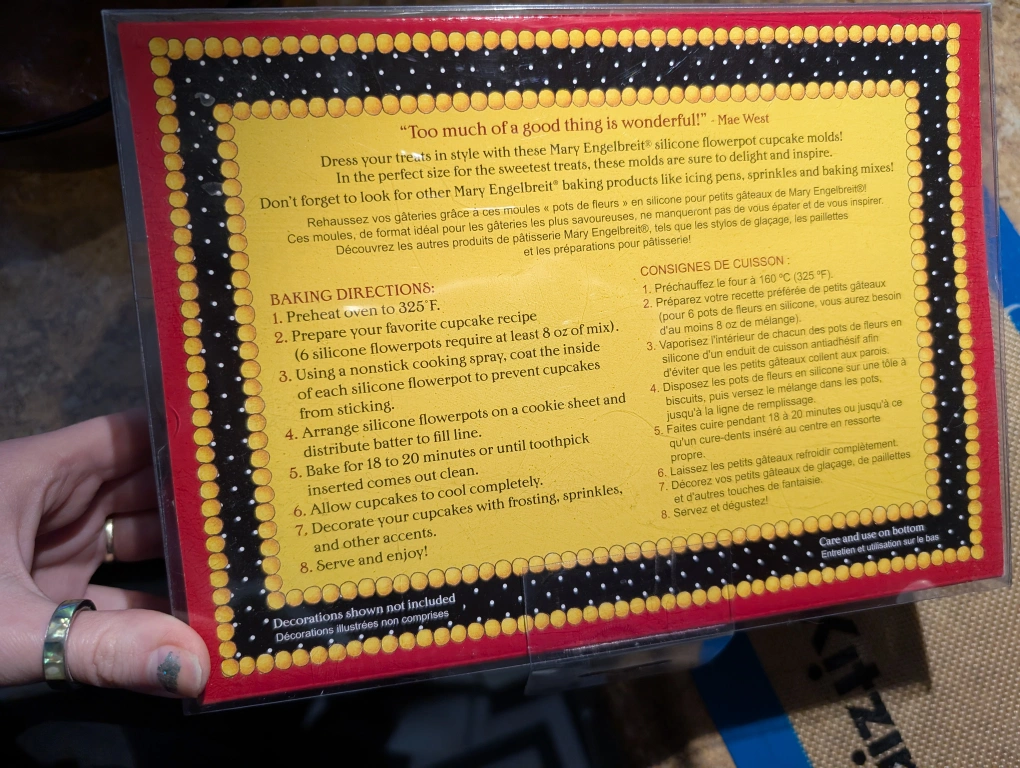 “Too much of a good thing is wonderful!” - Mae West
Dress your treats in style with these Mary Engelbreit® silicone flowerpot cupcake molds!
In the perfect size for the sweetest treats, these molds are sure to delight and inspire.
Don't forget to look for other Mary Engelbreit® baking products like icing pens, sprinkles and baking mixes!
Rehaussez vos gâteries grâce à ces moules « pots de fleurs » en silicone pour petits gâteaux de Mary Engelbreit®!
Ces moules, de format idéal pour les gâteries les plus savoureuses, ne manqueront pas de vous épater et de vous inspirer.
Découvrez les autres produits de pâtisserie Mary Engelbreit®, tels que les stylos de glaçage, les paillettes
et les préparations pour pâtisserie!
BAKING DIRECTIONS:
1. Preheat oven to 325°F.
2. Prepare your favorite cupcake recipe
(6 silicone flowerpots require at least 8 oz of mix).
3. Using a nonstick cooking spray, coat the inside
of each silicone flowerpot to prevent cupcakes
from sticking.
4. Arrange silicone flowerpots on a cookie sheet and
distribute batter to fill line.
5. Bake for 18 to 20 minutes or until toothpick
inserted comes out clean.
6. Allow cupcakes to cool completely.
7. Decorate your cupcakes with frosting, sprinkles,
and other accents.
8. Serve and enjoy!
CONSIGNES DE CUISSON :
1. Préchauffez le four à 160 ºC (325 ºF).
2. Préparez votre recette préférée de petits gâteaux
(pour 6 pots de fleurs en silicone, vous aurez besoin
d'au moins 8 oz de mélange).
3. Vaporisez l'intérieur de chacun des pots de fleurs en
silicone d'un enduit de cuisson antiadhésif afin
d'éviter que les petits gâteaux collent aux parois.
4. Disposez les pots de fleurs en silicone sur une tôle à
biscuits, puis versez le mélange dans les pots,
jusqu'à la ligne de remplissage.
5. Faites cuire pendant 18 à 20 minutes ou jusqu'à ce
qu'un cure-dents inséré au centre en ressorte
propre.
6. Laissez les petits gâteaux refroidir complètement.
7. Décorez vos petits gâteaux de glaçage, de paillettes
et d'autres touches de fantaisie.
8. Servez et dégustez!
Decorations shown not included
Décorations illustrées non comprises
Care and use on bottom
Entretien et utilisation sur le bas
kitzik